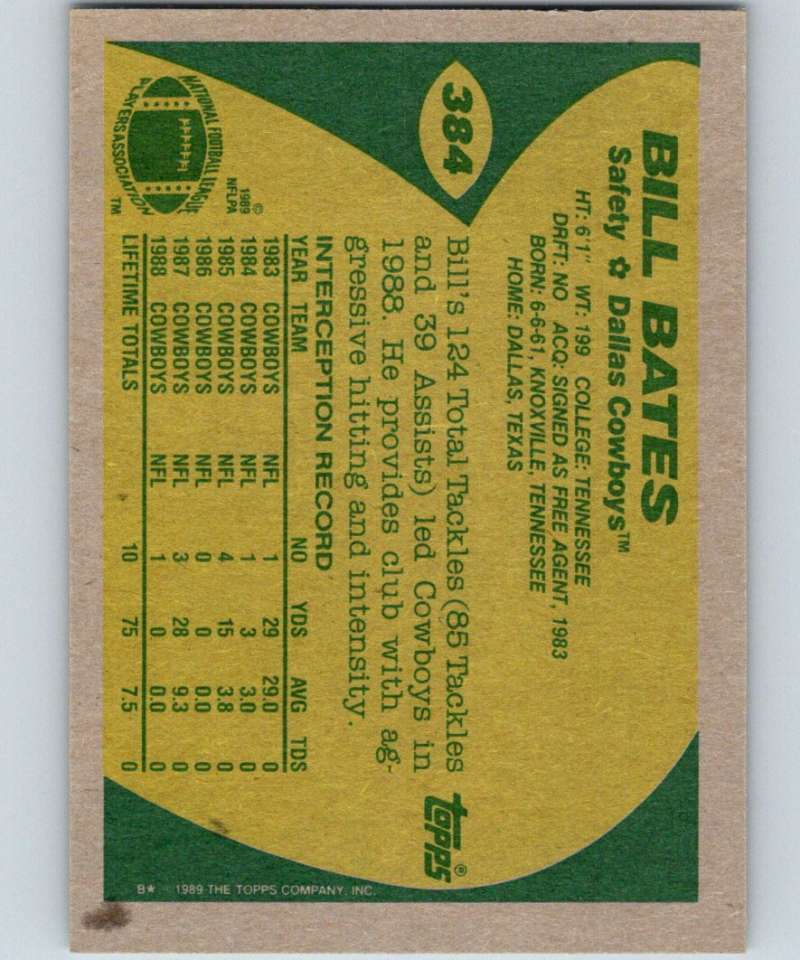 384
BILL BATES
Safety ✿ Dallas Cowboys™
HT: 6'1" WT: 199 COLLEGE: TENNESSEE
DRFT: NO ACQ: SIGNED AS FREE AGENT, 1983
BORN: 6-6-61, KNOXVILLE, TENNESSEE
HOME: DALLAS, TEXAS
Bill's 124 Total Tackles (85 Tackles
and 39 Assists) led Cowboys in
1988. He provides club with ag-
gressive hitting and intensity.
INTERCEPTION RECORD
YEAR TEAM NO YDS AVG TDS
1983 COWBOYS NFL 1 29 29.0 0
1984 COWBOYS NFL 1 3 3.0 0
1985 COWBOYS NFL 4 15 3.8 0
1986 COWBOYS NFL 0 0 0.0 0
1987 COWBOYS NFL 3 28 9.3 0
1988 COWBOYS NFL 1 0 0.0 0
LIFETIME TOTALS 10 75 7.5 0
©
1989
NFLPA
NATIONAL FOOTBALL LEAGUE
PLAYERS ASSOCIATION
TM
topps®
B★ 1989 THE TOPPS COMPANY, INC.